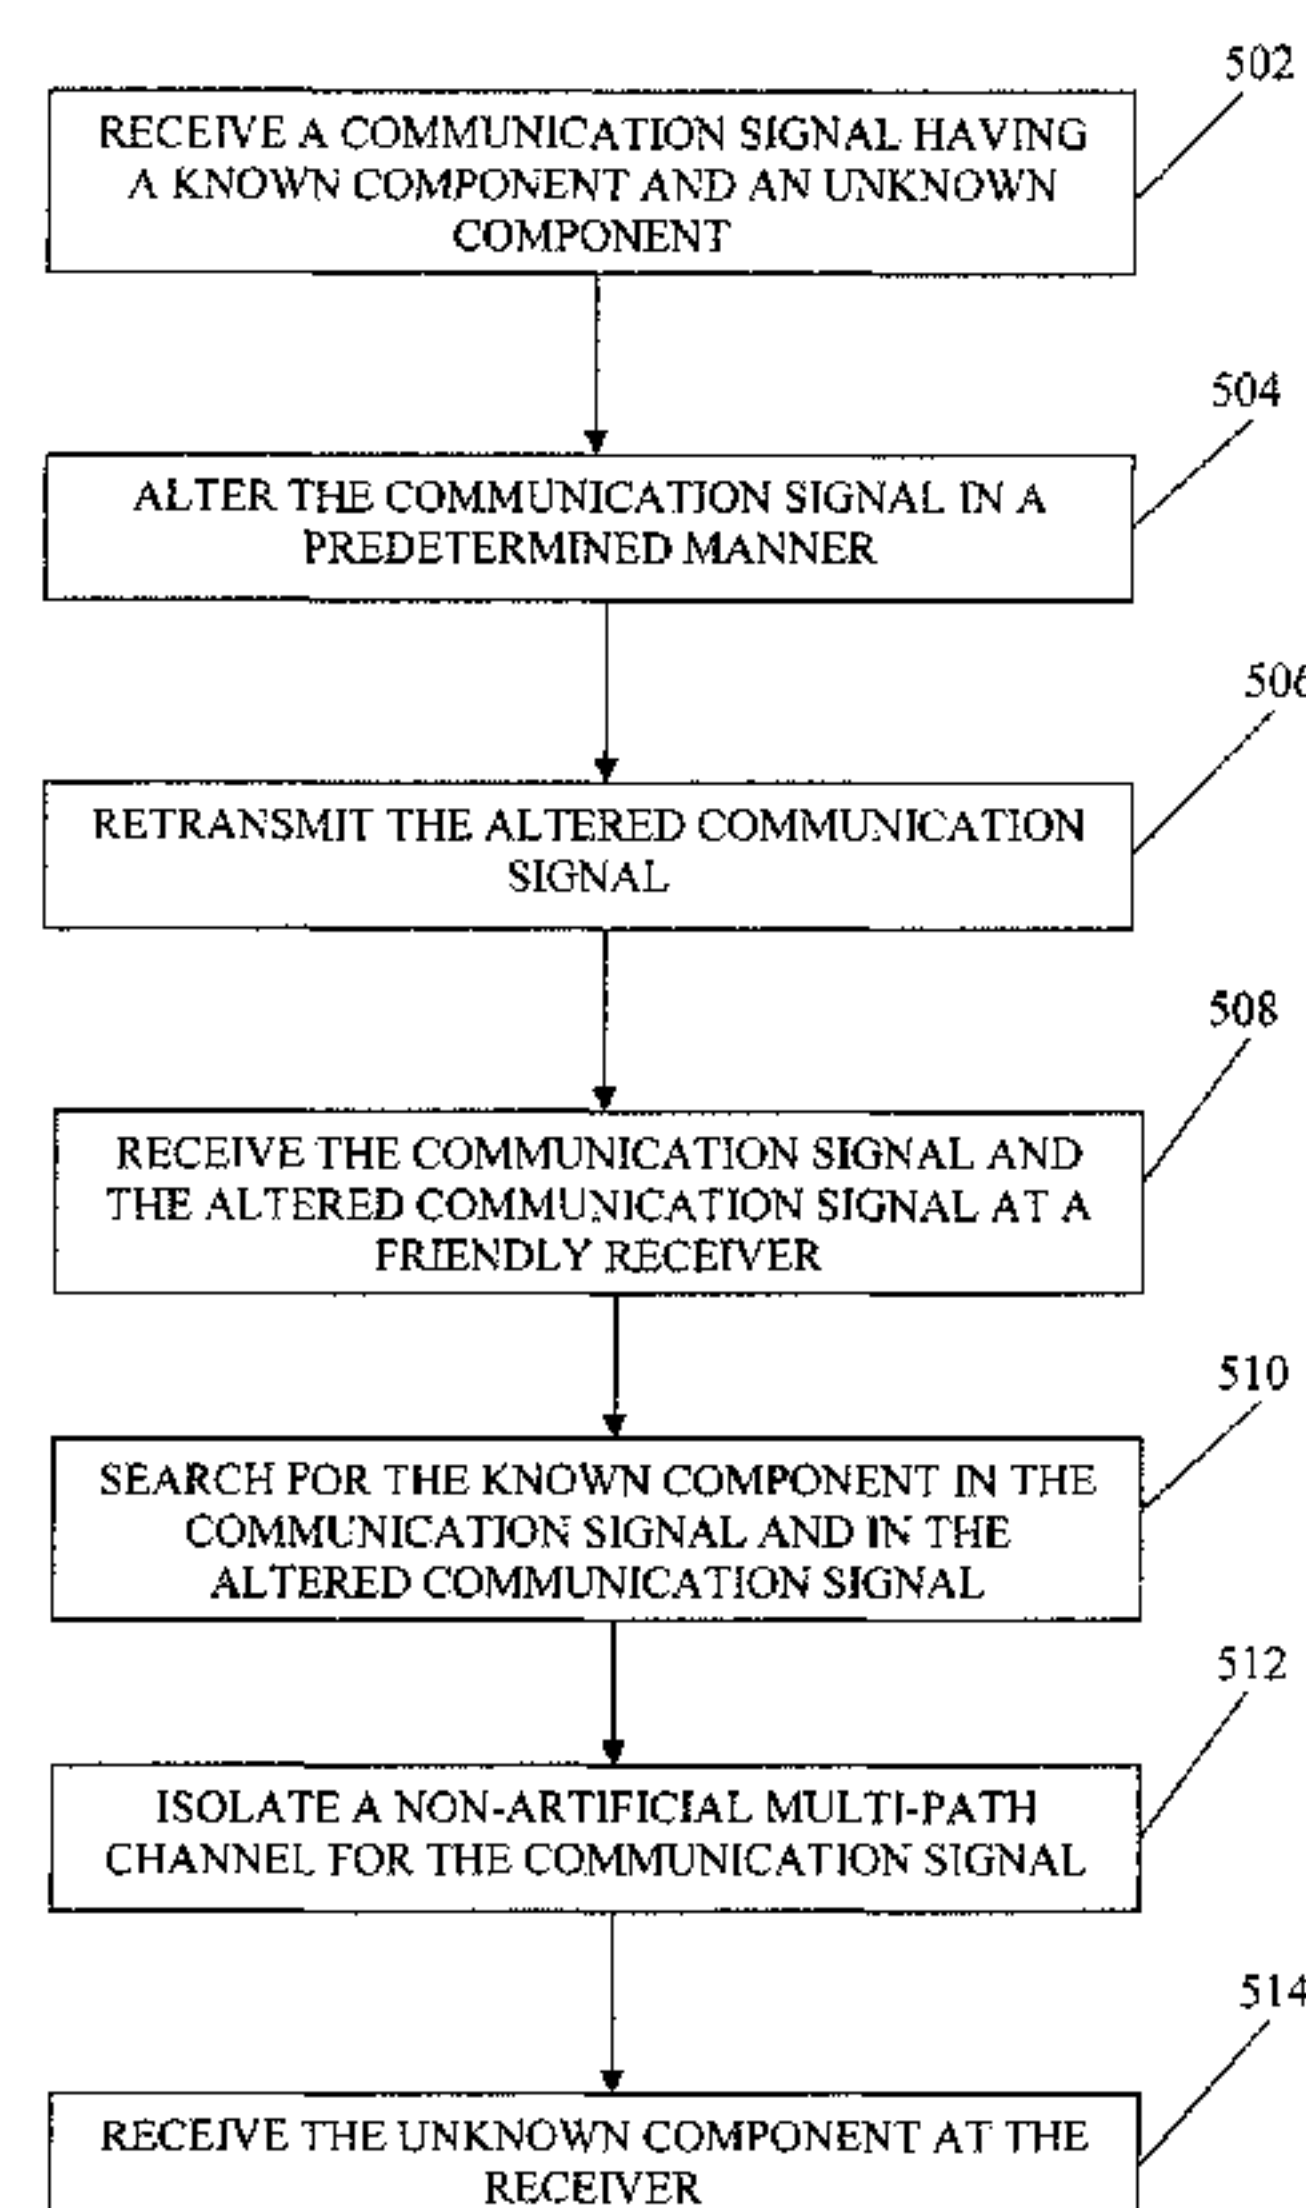 502
RECEIVE A COMMUNICATION SIGNAL HAVING
A KNOWN COMPONENT AND AN UNKNOWN
COMPONENT
504
ALTER THE COMMUNICATION SIGNAL IN A
PREDETERMINED MANNER
506
RETRANSMIT THE ALTERED COMMUNICATION
SIGNAL
508
RECEIVE THE COMMUNICATION SIGNAL AND
THE ALTERED COMMUNICATION SIGNAL AT A
FRIENDLY RECEIVER
510
SEARCH FOR THE KNOWN COMPONENT IN THE
COMMUNICATION SIGNAL AND IN THE
ALTERED COMMUNICATION SIGNAL
512
ISOLATE A NON-ARTIFICIAL MULTI-PATH
CHANNEL FOR THE COMMUNICATION SIGNAL
514
RECEIVE THE UNKNOWN COMPONENT AT THE
RECEIVER